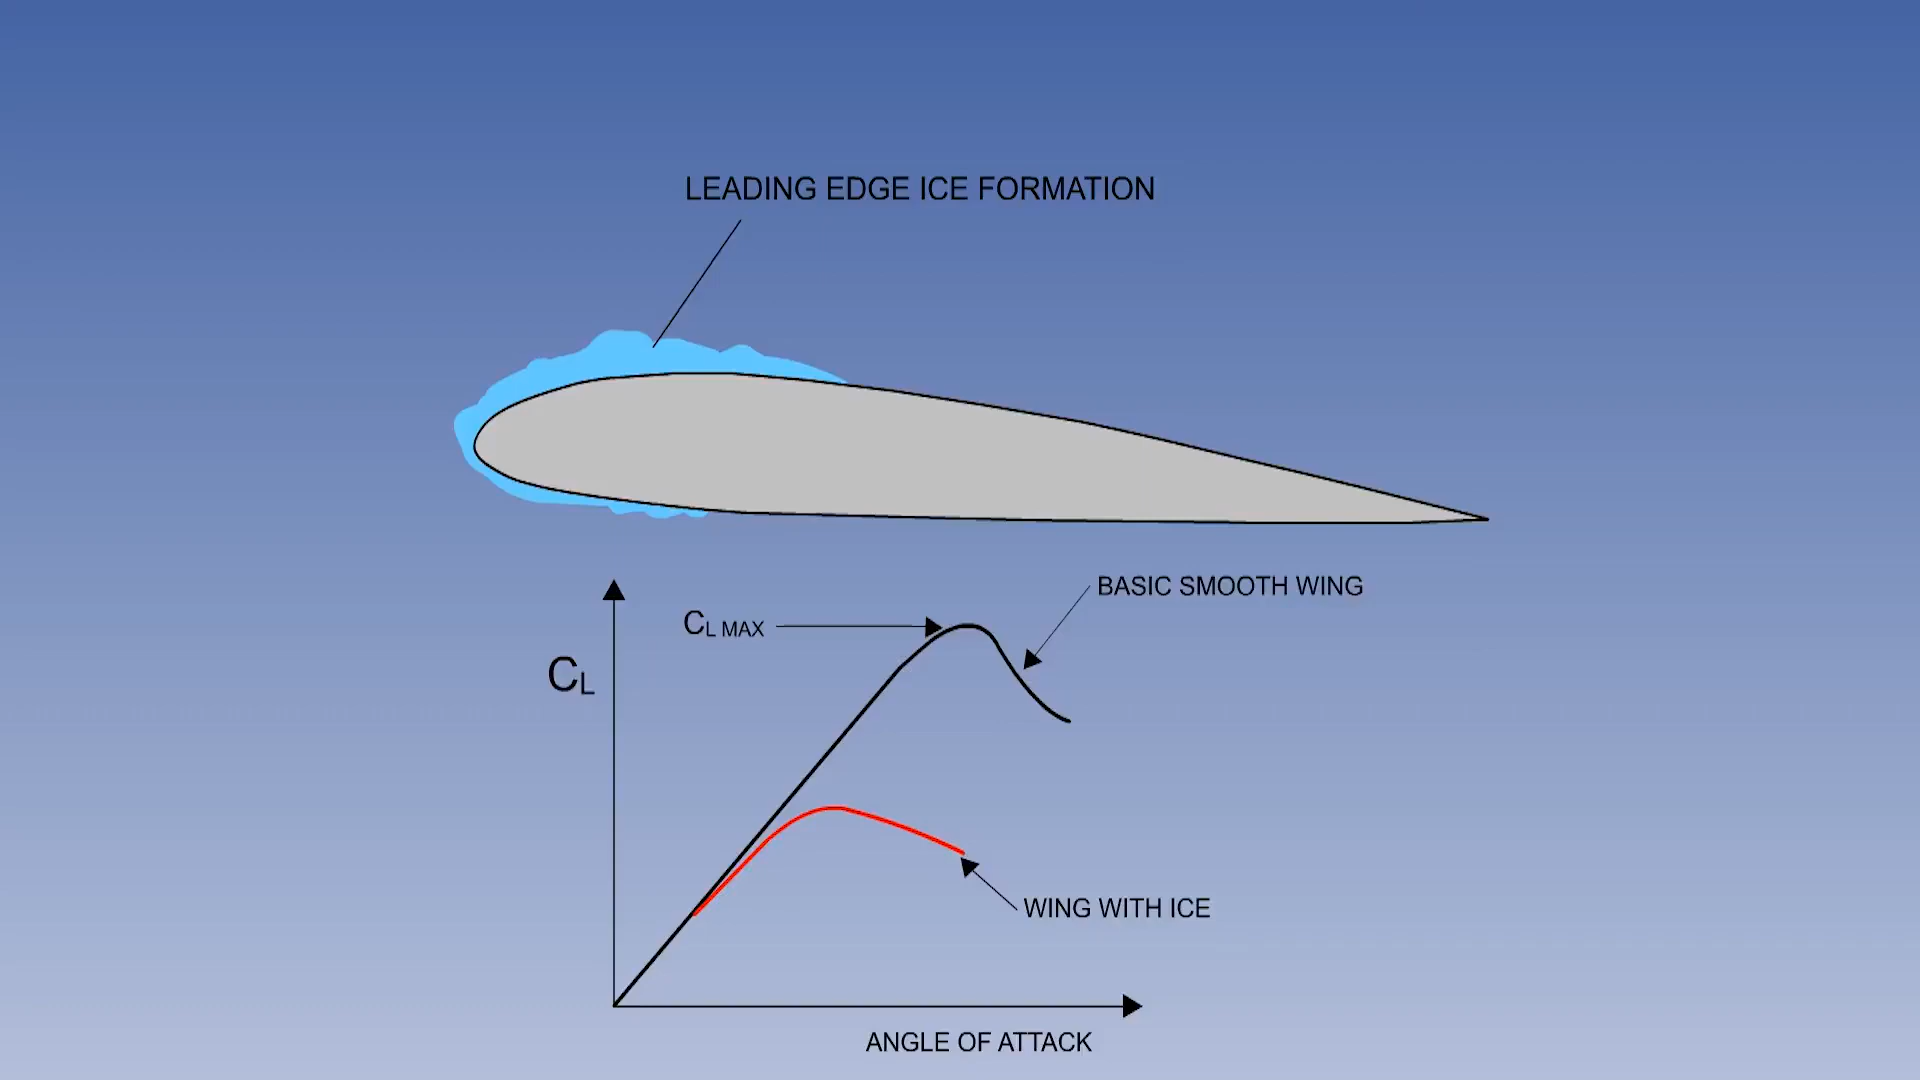 LEADING EDGE ICE FORMATION
BASIC SMOOTH WING
CL MAX
CL
WING WITH ICE
ANGLE OF ATTACK